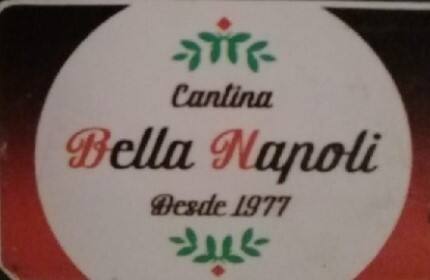 Cantina
Bella Napoli
Desde 1977